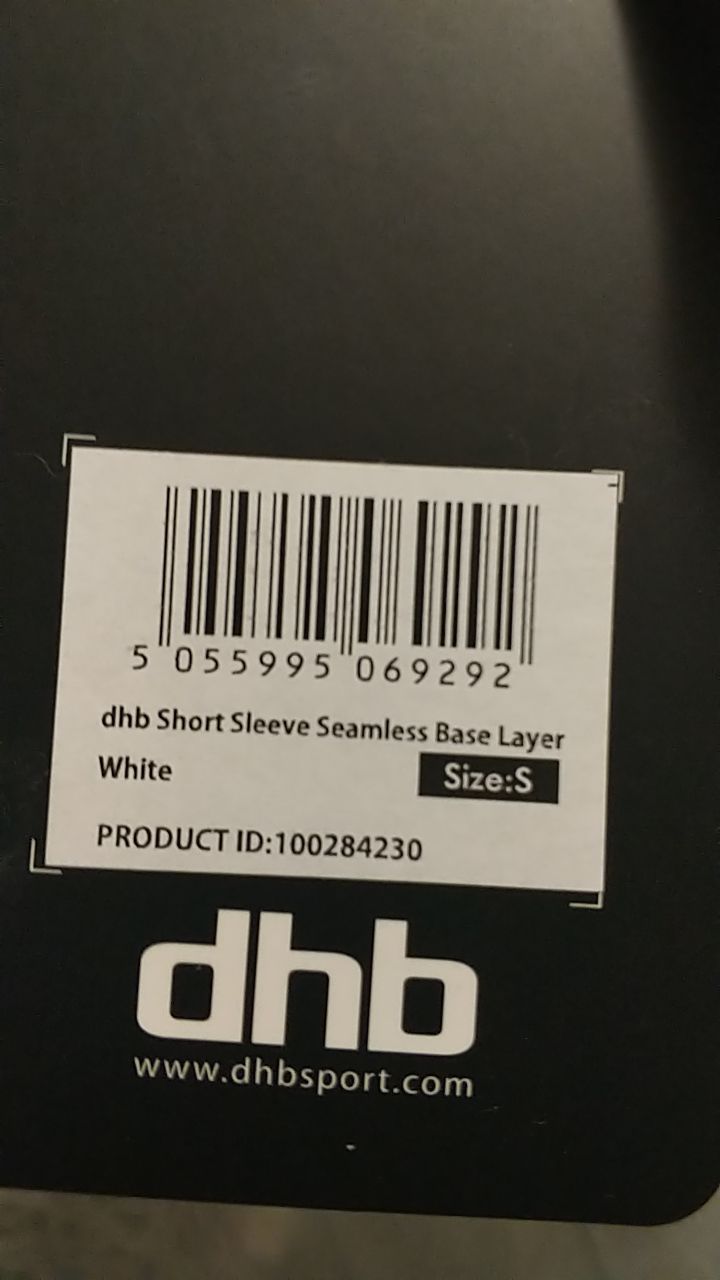 5 055995 069292
dhb Short Sleeve Seamless Base Layer
White Size:S
PRODUCT ID:100284230
dhb
www.dhbsport.com